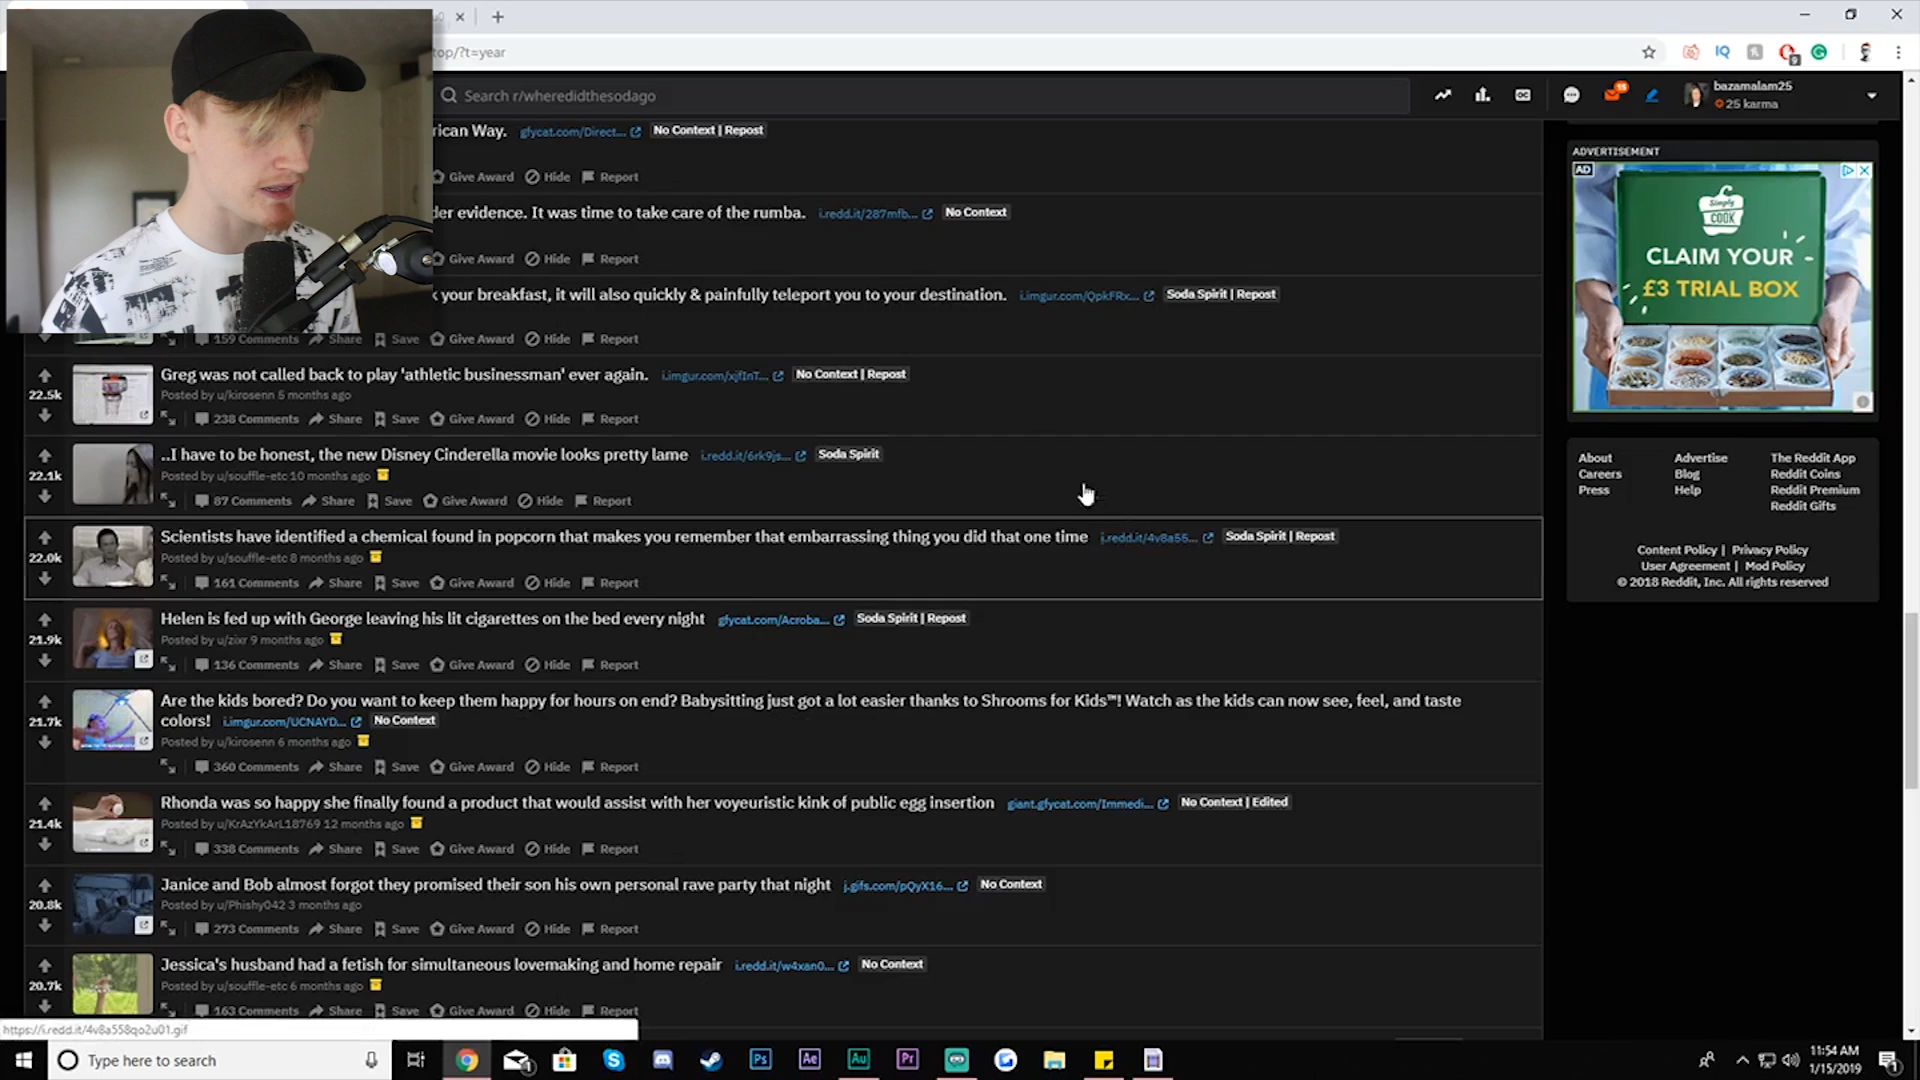 top/?t=year
Search r/wheredidthesodago
bazamalam25
25 karma
rican Way. gfycat.com/Direct... No Context | Repost
Give Award Hide Report
der evidence. It was time to take care of the rumba. i.redd.it/287mfb... No Context
Give Award Hide Report
k your breakfast, it will also quickly & painfully teleport you to your destination. i.imgur.com/QpkFRx... Soda Spirit | Repost
159 Comments Share Save Give Award Hide Report
Greg was not called back to play 'athletic businessman' ever again. i.imgur.com/xjfInT... No Context | Repost
Posted by u/kirosenn 5 months ago
22.5k
238 Comments Share Save Give Award Hide Report
..I have to be honest, the new Disney Cinderella movie looks pretty lame i.redd.it/6rk9js... Soda Spirit
Posted by u/souffle-etc 10 months ago
22.1k
87 Comments Share Save Give Award Hide Report
Scientists have identified a chemical found in popcorn that makes you remember that embarrassing thing you did that one time i.redd.it/4v8a55... Soda Spirit | Repost
Posted by u/souffle-etc 8 months ago
22.0k
161 Comments Share Save Give Award Hide Report
Helen is fed up with George leaving his lit cigarettes on the bed every night gfycat.com/Acroba... Soda Spirit | Repost
Posted by u/zixr 9 months ago
21.9k
136 Comments Share Save Give Award Hide Report
Are the kids bored? Do you want to keep them happy for hours on end? Babysitting just got a lot easier thanks to Shrooms for Kids™! Watch as the kids can now see, feel, and taste
colors! i.imgur.com/UCNAYD... No Context
21.7k
Posted by u/kirosenn 6 months ago
360 Comments Share Save Give Award Hide Report
Rhonda was so happy she finally found a product that would assist with her voyeuristic kink of public egg insertion giant.gfycat.com/Immedi... No Context | Edited
21.4k
Posted by u/KrAzYkArL18769 12 months ago
338 Comments Share Save Give Award Hide Report
Janice and Bob almost forgot they promised their son his own personal rave party that night j.gifs.com/pQyX16... No Context
20.8k
Posted by u/Phishy042 3 months ago
273 Comments Share Save Give Award Hide Report
Jessica's husband had a fetish for simultaneous lovemaking and home repair i.redd.it/w4xan0... No Context
20.7k
Posted by u/souffle-etc 6 months ago
163 Comments Share Save Give Award Hide Report
ADVERTISEMENT
AD
Simply
COOK
CLAIM YOUR
£3 TRIAL BOX
About Advertise The Reddit App
Careers Blog Reddit Coins
Press Help Reddit Premium
Reddit Gifts
Content Policy | Privacy Policy
User Agreement | Mod Policy
© 2018 Reddit, Inc. All rights reserved
https://i.redd.it/4v8a558qo2u01.gif
Type here to search
Ps Ae Au Pr
11:54 AM
1/15/2019